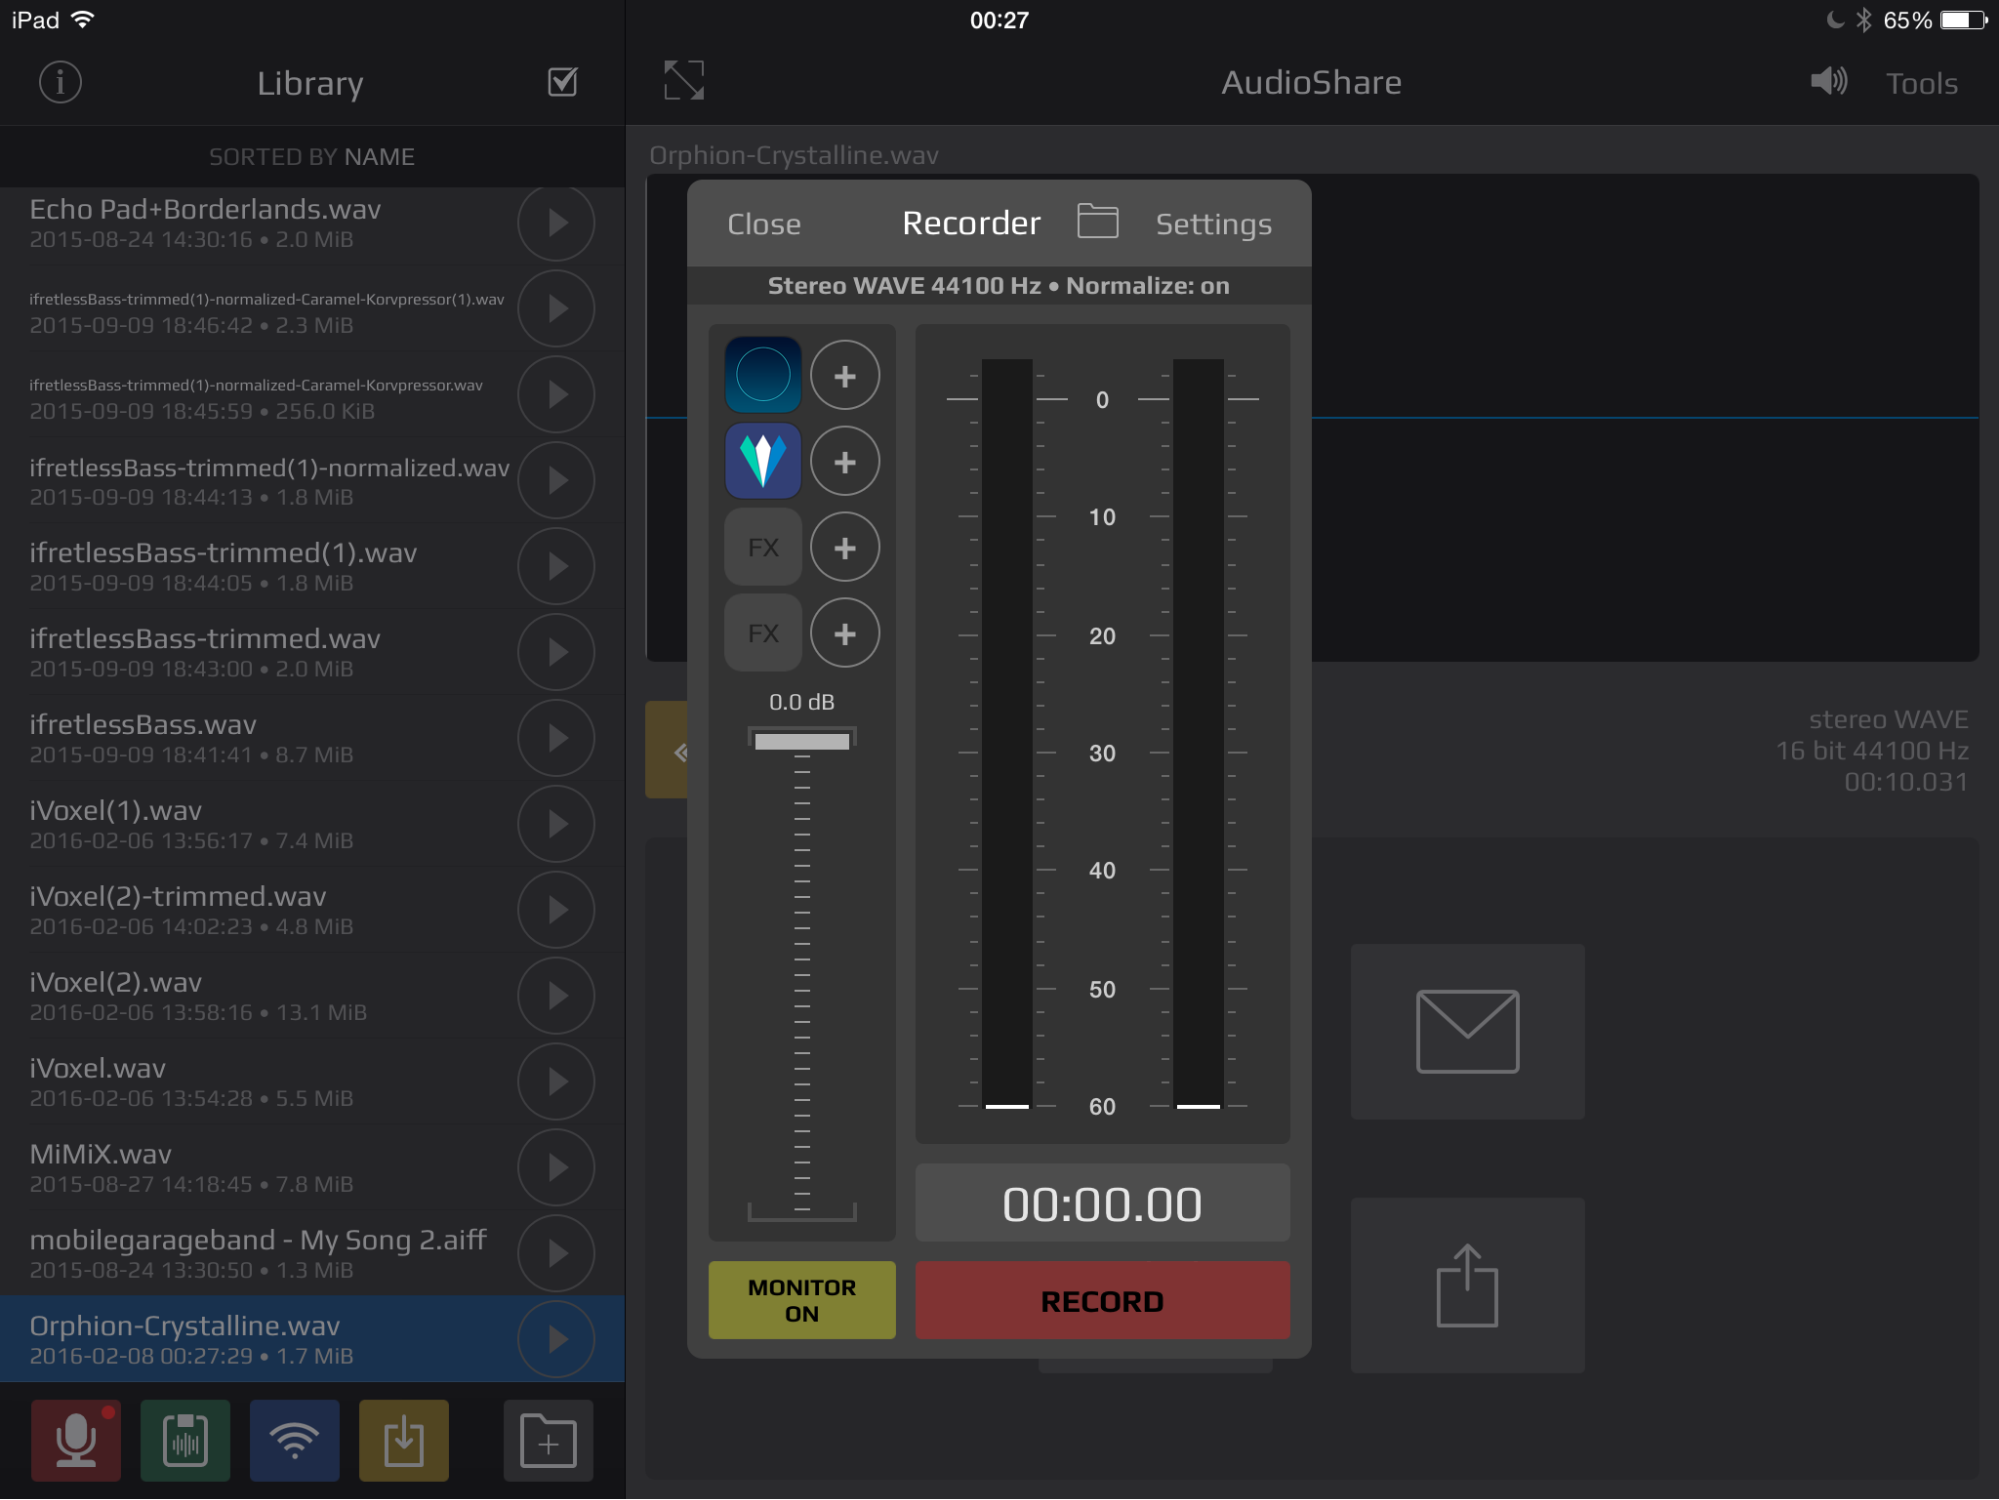 iPad
00:27
65%
Library
SORTED BY NAME
Echo Pad+Borderlands.wav
2015-08-24 14:30:16 • 2.0 MiB
ifretlessBass-trimmed(1)-normalized-Caramel-Korvpressor(1).wav
2015-09-09 18:46:42 • 2.3 MiB
ifretlessBass-trimmed(1)-normalized-Caramel-Korvpressor.wav
2015-09-09 18:45:59 • 256.0 KiB
ifretlessBass-trimmed(1)-normalized.wav
2015-09-09 18:44:13 • 1.8 MiB
ifretlessBass-trimmed(1).wav
2015-09-09 18:44:05 • 1.8 MiB
ifretlessBass-trimmed.wav
2015-09-09 18:43:00 • 2.0 MiB
ifretlessBass.wav
2015-09-09 18:41:41 • 8.7 MiB
iVoxel(1).wav
2016-02-06 13:56:17 • 7.4 MiB
iVoxel(2)-trimmed.wav
2016-02-06 14:02:23 • 4.8 MiB
iVoxel(2).wav
2016-02-06 13:58:16 • 13.1 MiB
iVoxel.wav
2016-02-06 13:54:28 • 5.5 MiB
MiMiX.wav
2015-08-27 14:18:45 • 7.8 MiB
mobilegarageband - My Song 2.aiff
2015-08-24 13:30:50 • 1.3 MiB
Orphion-Crystalline.wav
2016-02-08 00:27:29 • 1.7 MiB
AudioShare
Tools
Orphion-Crystalline.wav
Close
Recorder
Settings
Stereo WAVE 44100 Hz • Normalize: on
FX
FX
0.0 dB
0
10
20
30
40
50
60
00:00.00
MONITOR
ON
RECORD
stereo WAVE
16 bit 44100 Hz
00:10.031